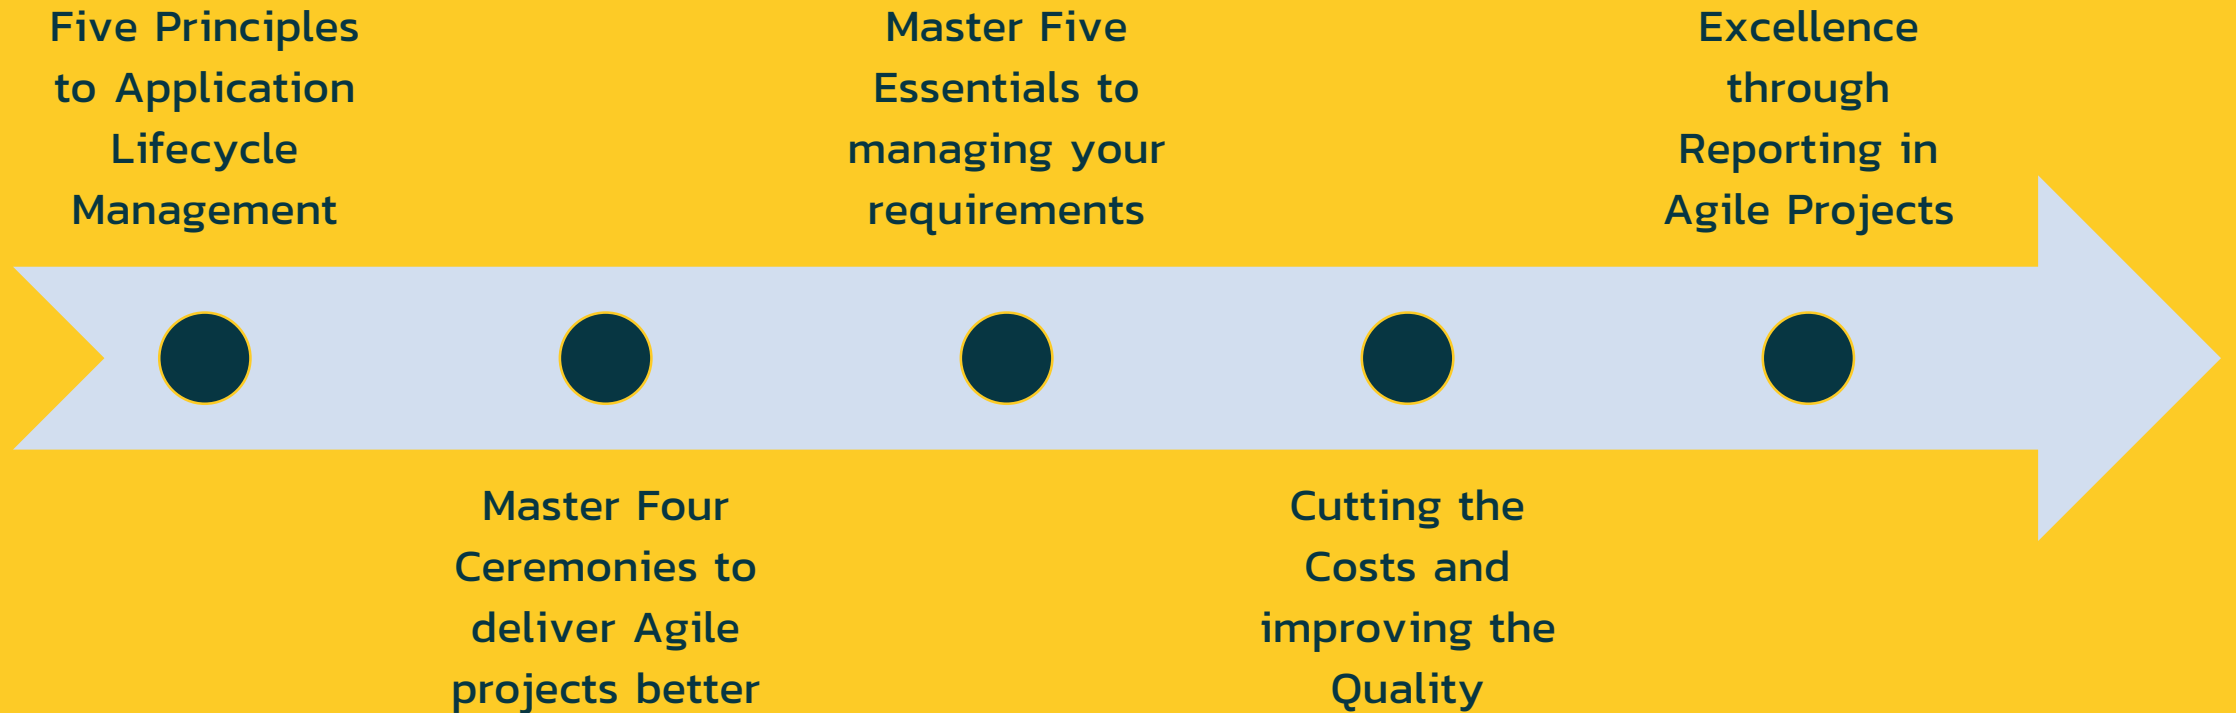 Five Principles
to Application
Lifecycle
Management
Master Four
Ceremonies to
deliver Agile
projects better
Master Five
Essentials to
managing your
requirements
Cutting the
Costs and
improving the
Quality
Excellence
through
Reporting in
Agile Projects